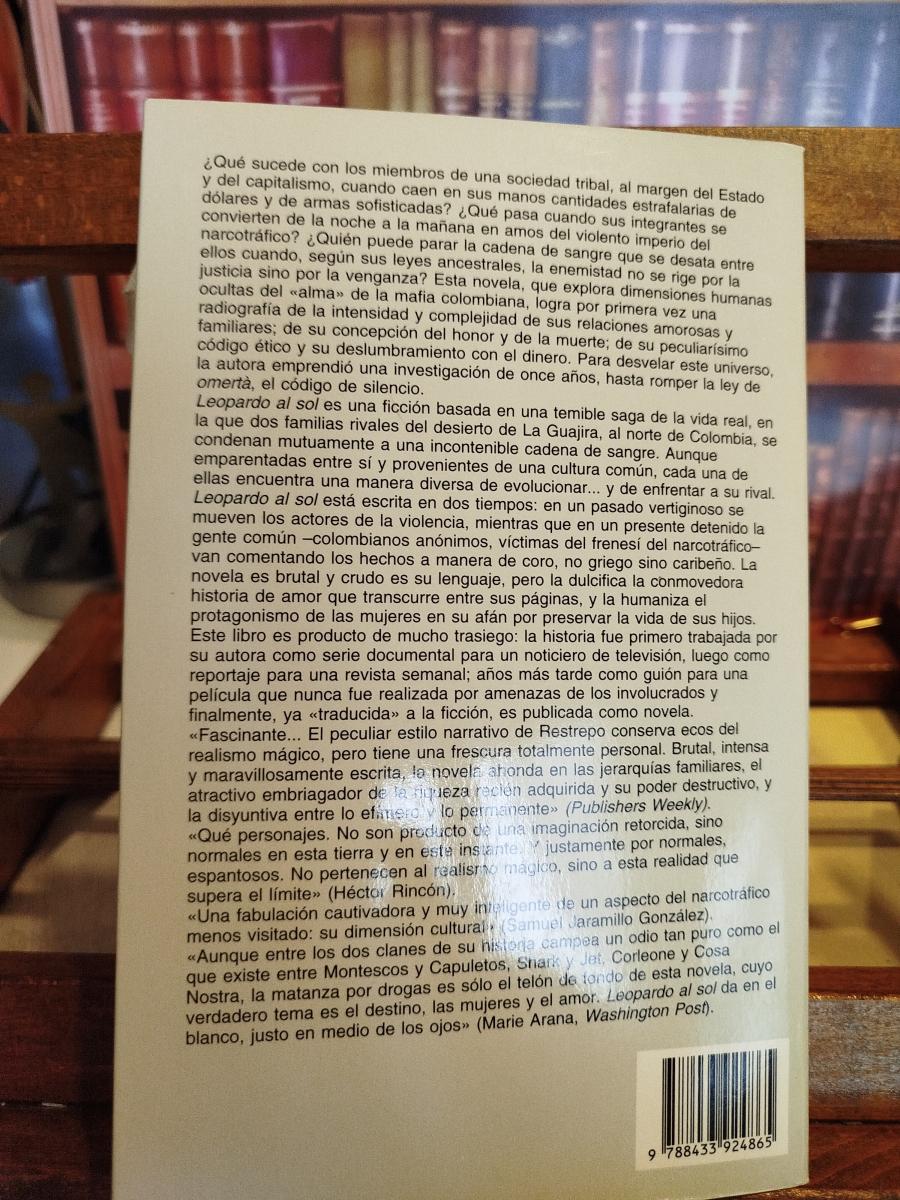 ¿Qué sucede con los miembros de una sociedad tribal, al margen del Estado
y del capitalismo, cuando caen en sus manos cantidades estrafalarias de
dólares y de armas sofisticadas? ¿Qué pasa cuando sus integrantes se
convierten de la noche a la mañana en amos del violento imperio del
narcotráfico? ¿Quién puede parar la cadena de sangre que se desata entre
ellos cuando, según sus leyes ancestrales, la enemistad no se rige por la
justicia sino por la venganza? Esta novela, que explora dimensiones humanas
ocultas del «alma» de la mafia colombiana, logra por primera vez una
radiografía de la intensidad y complejidad de sus relaciones amorosas y
familiares; de su concepción del honor y de la muerte; de su peculiarísimo
código ético y su deslumbramiento con el dinero. Para desvelar este universo,
la autora emprendió una investigación de once años, hasta romper la ley de
omertà, el código de silencio.
Leopardo al sol es una ficción basada en una temible saga de la vida real, en
la que dos familias rivales del desierto de La Guajira, al norte de Colombia, se
condenan mutuamente a una incontenible cadena de sangre. Aunque
emparentadas entre sí y provenientes de una cultura común, cada una de
ellas encuentra una manera diversa de evolucionar... y de enfrentar a su rival.
Leopardo al sol está escrita en dos tiempos: en un pasado vertiginoso se
mueven los actores de la violencia, mientras que en un presente detenido la
gente común –colombianos anónimos, víctimas del frenesí del narcotráfico–
van comentando los hechos a manera de coro, no griego sino caribeño. La
novela es brutal y crudo es su lenguaje, pero la dulcifica la conmovedora
historia de amor que transcurre entre sus páginas, y la humaniza el
protagonismo de las mujeres en su afán por preservar la vida de sus hijos.
Este libro es producto de mucho trasiego: la historia fue primero trabajada por
su autora como serie documental para un noticiero de televisión, luego como
reportaje para una revista semanal; años más tarde como guión para una
película que nunca fue realizada por amenazas de los involucrados y
finalmente, ya «traducida» a la ficción, es publicada como novela.
«Fascinante... El peculiar estilo narrativo de Restrepo conserva ecos del
realismo mágico, pero tiene una frescura totalmente personal. Brutal, intensa
y maravillosamente escrita, la novela ahonda en las jerarquías familiares, el
atractivo embriagador de la riqueza recién adquirida y su poder destructivo, y
la disyuntiva entre lo efímero y lo permanente» (Publishers Weekly).
«Qué personajes. No son producto de una imaginación retorcida, sino
normales en esta tierra y en este instante. Y justamente por normales,
espantosos. No pertenecen al realismo mágico, sino a esta realidad que
supera el límite» (Héctor Rincón).
«Una fabulación cautivadora y muy inteligente de un aspecto del narcotráfico
menos visitado: su dimensión cultural» (Samuel Jaramillo González).
«Aunque entre los dos clanes de su historia campea un odio tan puro como el
que existe entre Montescos y Capuletos, Shark y Jet, Corleone y Cosa
Nostra, la matanza por drogas es sólo el telón de fondo de esta novela, cuyo
verdadero tema es el destino, las mujeres y el amor. Leopardo al sol da en el
blanco, justo en medio de los ojos» (Marie Arana, Washington Post).
9 788433 924865